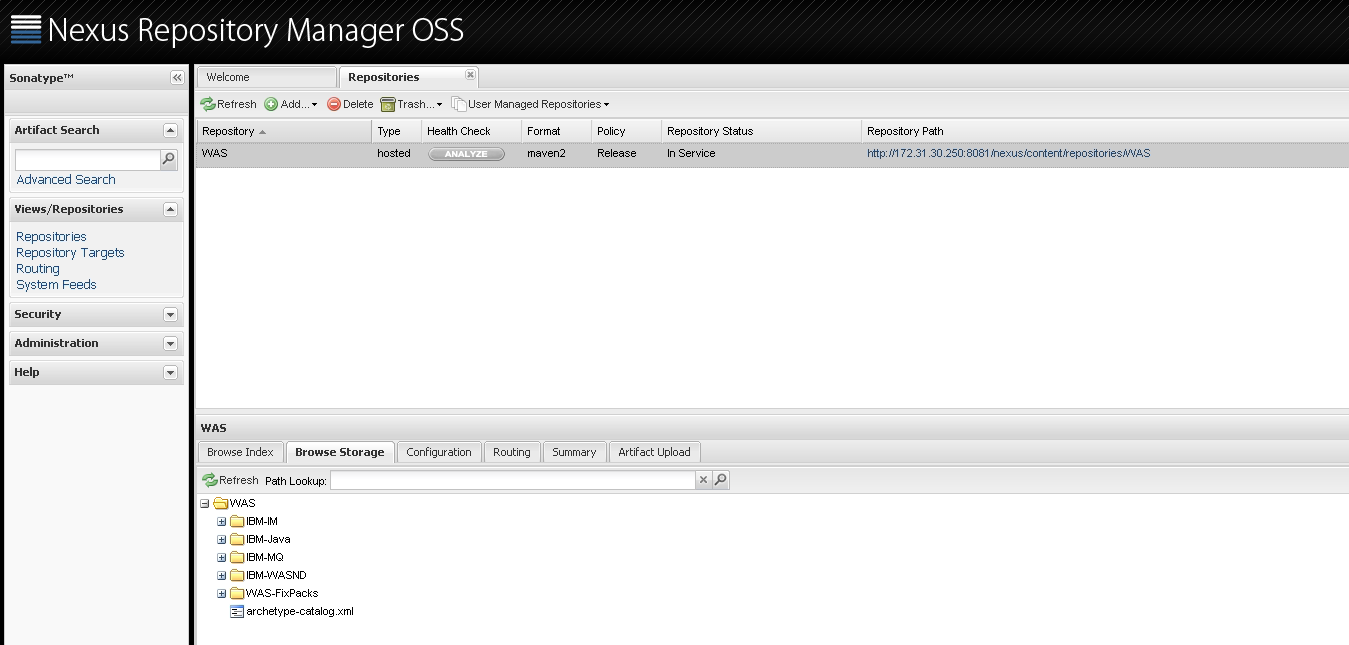 Nexus Repository Manager OSS
Sonatype™
Welcome Repositories
Refresh Add... Delete Trash... User Managed Repositories
Artifact Search
Advanced Search
Views/Repositories
Repositories
Repository Targets
Routing
System Feeds
Security
Administration
Help
Repository Type Health Check Format Policy Repository Status Repository Path
WAS hosted ANALYZE maven2 Release In Service http://172.31.30.250:8081/nexus/content/repositories/WAS
WAS
Browse Index Browse Storage Configuration Routing Summary Artifact Upload
Refresh Path Lookup:
WAS
IBM-IM
IBM-Java
IBM-MQ
IBM-WASND
WAS-FixPacks
archetype-catalog.xml